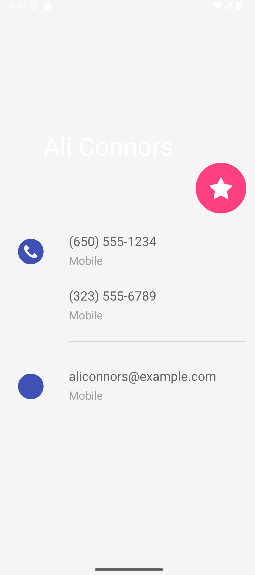 Ali Connors
(650) 555-1234
Mobile
(323) 555-6789
Mobile
aliconnors@example.com
Mobile